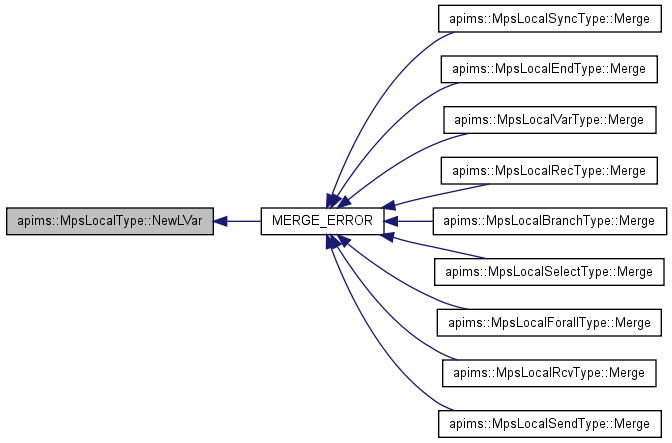 apims::MpsLocalSyncType::Merge
apims::MpsLocalEndType::Merge
apims::MpsLocalVarType::Merge
apims::MpsLocalRecType::Merge
apims::MpsLocalType::NewLVar
MERGE_ERROR
apims::MpsLocalBranchType::Merge
apims::MpsLocalSelectType::Merge
apims::MpsLocalForallType::Merge
apims::MpsLocalRcvType::Merge
apims::MpsLocalSendType::Merge